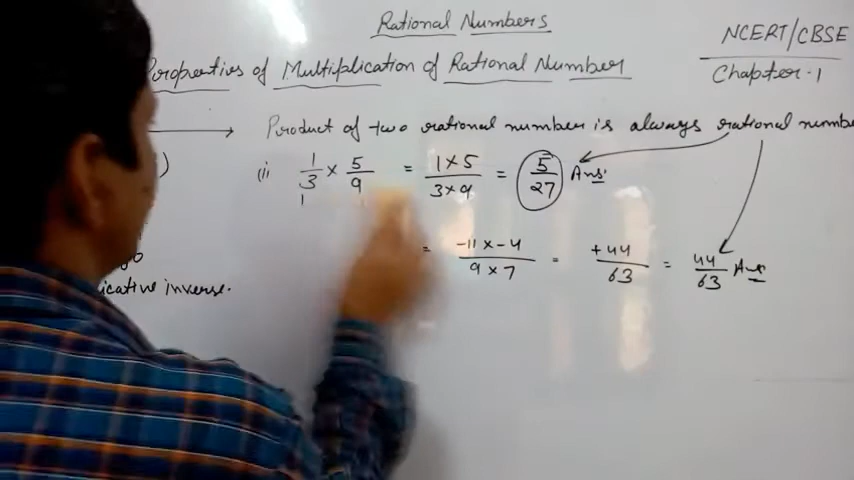 Rational Numbers
NCERT/CBSE
Chapter-1
Properties of Multiplication of Rational Number
Product of two rational number is always rational numbe
(i) 1/3 × 5/9 = 1×5/3×9 = 5/27 Ans.
= -11×-4/9×7 = +44/63 = 44/63 Ans
icative inverse.